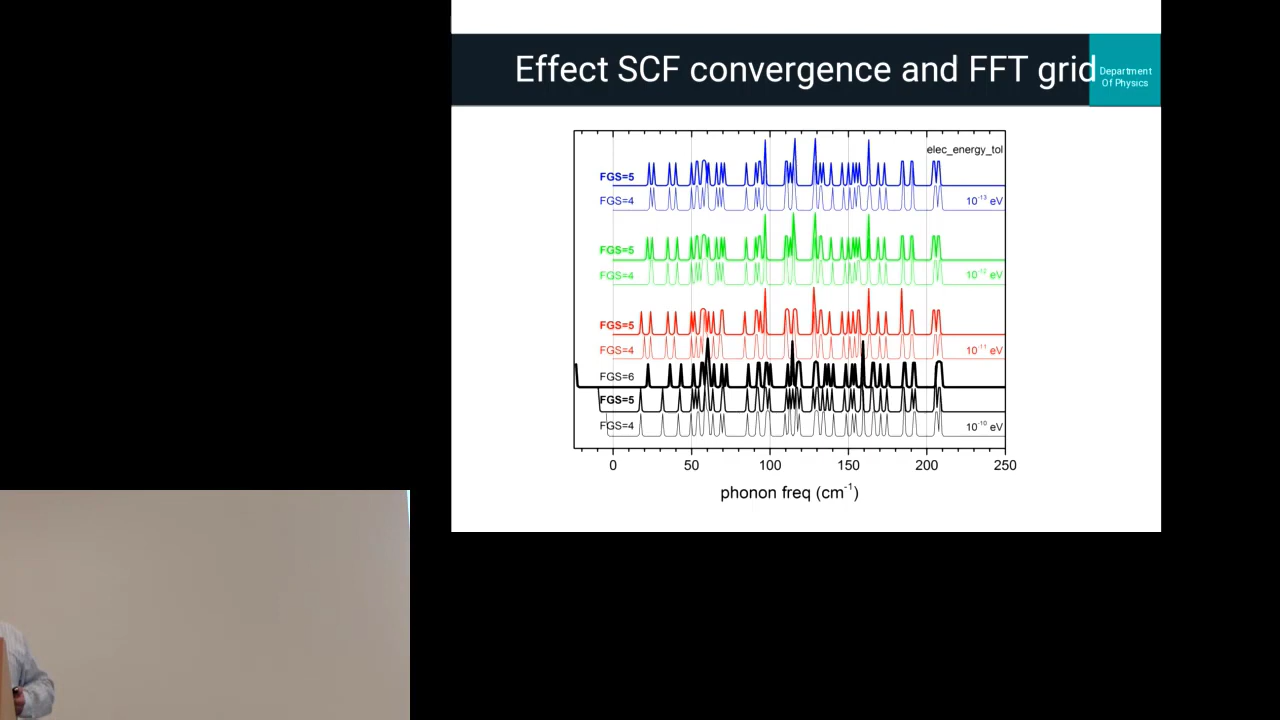 Effect SCF convergence and FFT grid
Department
Of Physics
elec_energy_tol
FGS=5
FGS=4
10⁻¹³ eV
FGS=5
FGS=4
10⁻¹² eV
FGS=5
FGS=4
10⁻¹¹ eV
FGS=6
FGS=5
FGS=4
10⁻¹⁰ eV
0 50 100 150 200 250
phonon freq (cm⁻¹)